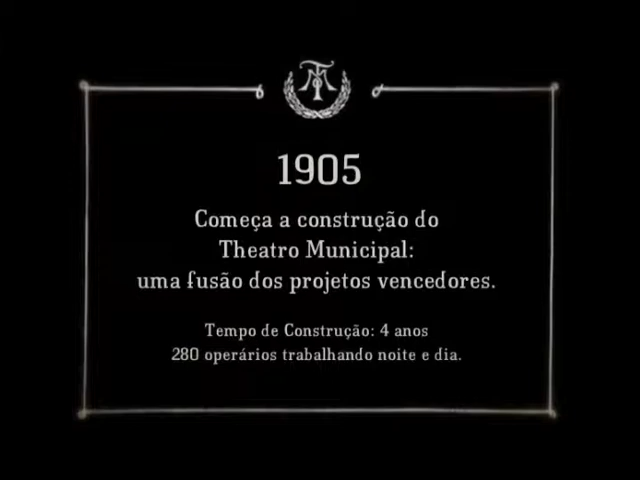 1905
Começa a construção do
Theatro Municipal:
uma fusão dos projetos vencedores.
Tempo de Construção: 4 anos
280 operários trabalhando noite e dia.